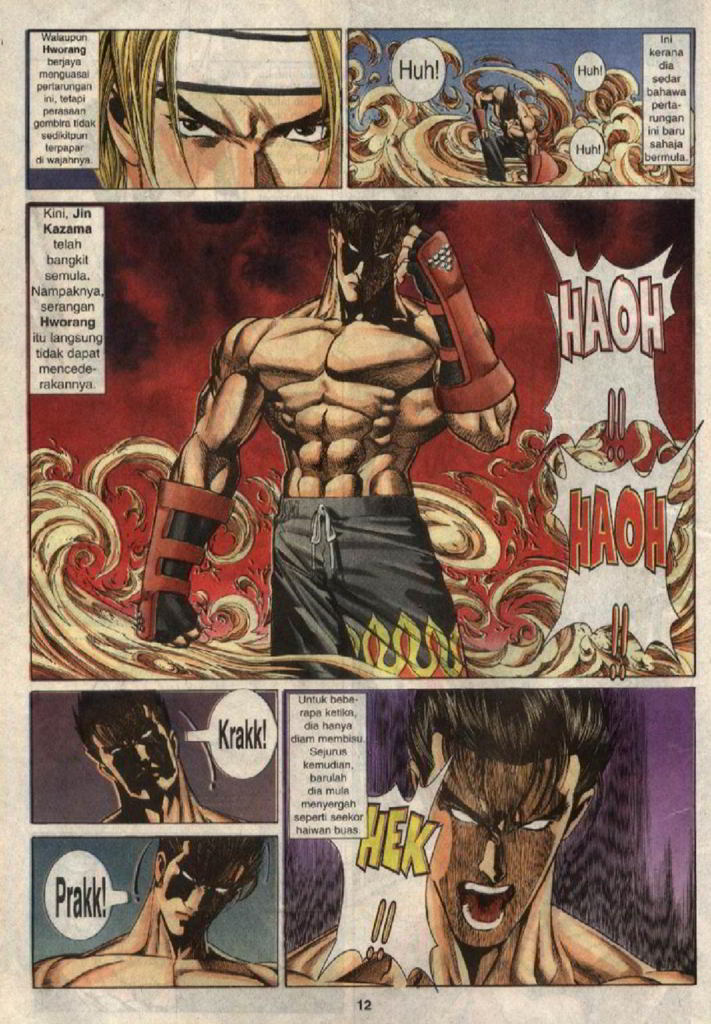 Walaupun
Hworang
berjaya
menguasai
pertarungan
ini, tetapi
perasaan
gombira tidak
sedikitpun
terpapar
di wajahnya.
Huh!
Huh!
Huh!
Ini
kerana
dia
sedar
bahawa
perta-
rungan
ini baru
sahaja
bermula.
Kini, Jin
Kazama
telah
bangkit
semula.
Nampaknya,
serangan
Hworang
itu langsung
tidak dapat
mencede-
rakannya.
HAOH
!!
HAOH
!!
Krakk!
Prakk!
Untuk bebe-
rapa ketika,
dia hanya
diam membisu.
Sejurus
kemudian,
barulah
dia mula
menyergah
seperti seekor
haiwan buas.
HEK
!!
12